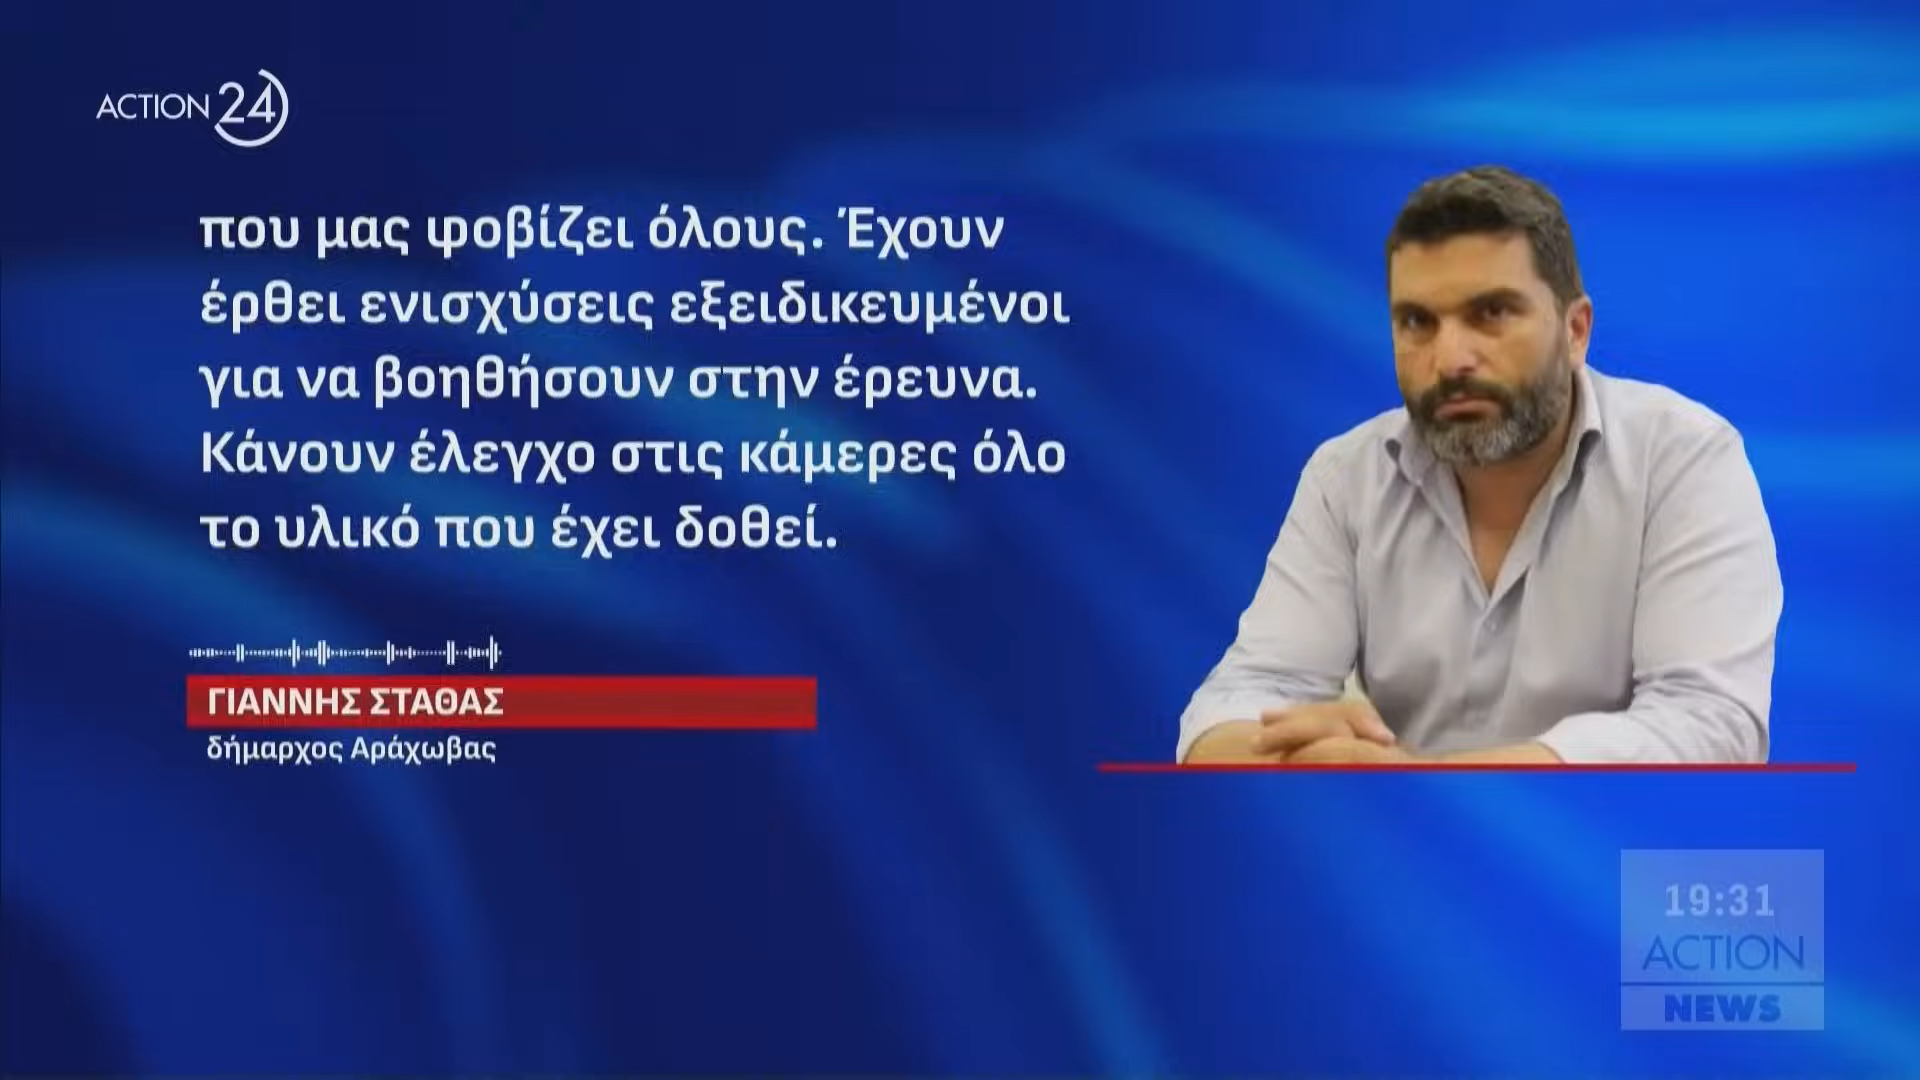 ACTION 24
που μας φοβίζει όλους. Έχουν
έρθει ενισχύσεις εξειδικευμένοι
για να βοηθήσουν στην έρευνα.
Κάνουν έλεγχο στις κάμερες όλο
το υλικό που έχει δοθεί.
ΓΙΑΝΝΗΣ ΣΤΑΘΑΣ
δήμαρχος Αράχωβας
19:31
ACTION
NEWS